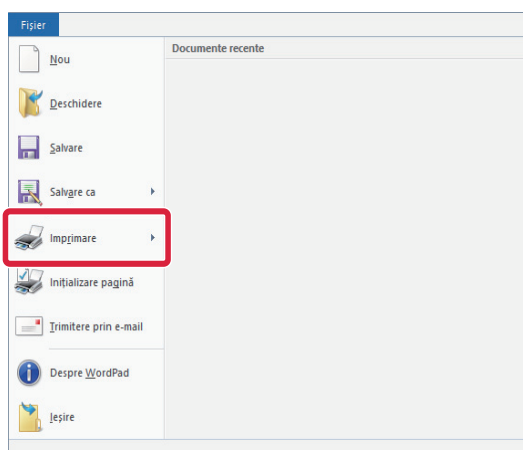 Fișier
Documente recente
Nou
Deschidere
Salvare
Salvare ca
Imprimare
Inițializare pagină
Trimitere prin e-mail
Despre WordPad
Ieșire